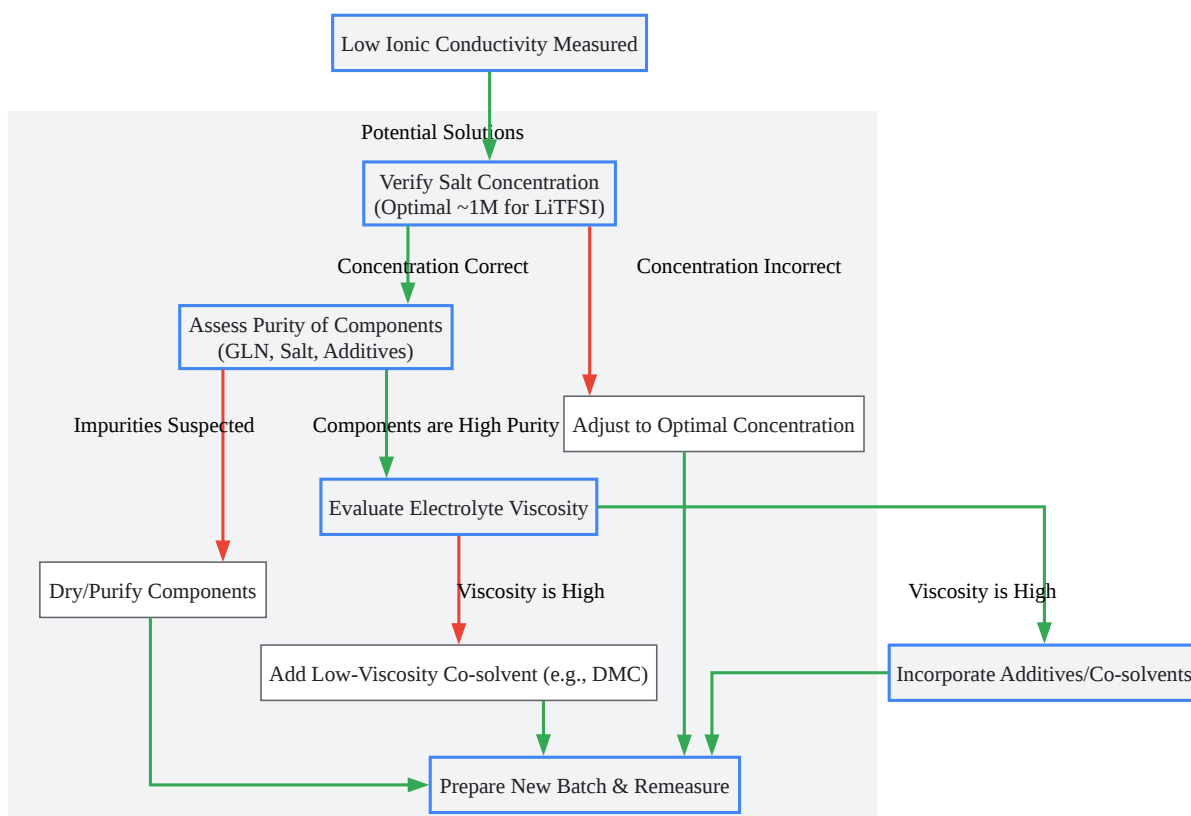 Low Ionic Conductivity Measured
Potential Solutions
Verify Salt Concentration
(Optimal ~1M for LiTFSI)
Concentration Correct
Concentration Incorrect
Assess Purity of Components
(GLN, Salt, Additives)
Impurities Suspected
Components are High Purity
Adjust to Optimal Concentration
Evaluate Electrolyte Viscosity
Dry/Purify Components
Viscosity is High
Viscosity is High
Add Low-Viscosity Co-solvent (e.g., DMC)
Incorporate Additives/Co-solvents
Prepare New Batch & Remeasure